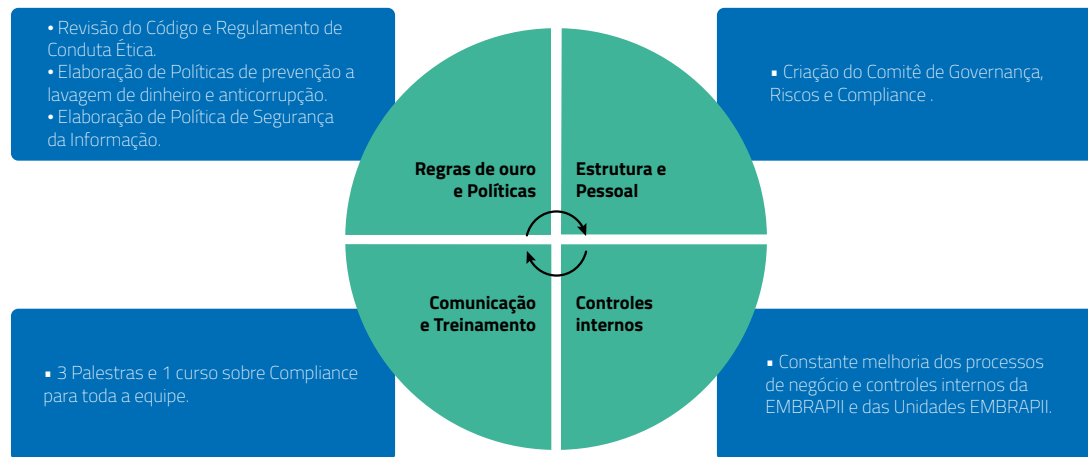 • Revisão do Código e Regulamento de
Conduta Ética.
• Elaboração de Políticas de prevenção a
lavagem de dinheiro e anticorrupção.
• Elaboração de Política de Segurança
da Informação.
▪ Criação do Comitê de Governança,
Riscos e Compliance .
Regras de ouro
e Políticas
Estrutura e
Pessoal
Comunicação
e Treinamento
Controles
internos
▪ 3 Palestras e 1 curso sobre Compliance
para toda a equipe.
▪ Constante melhoria dos processos
de negócio e controles internos da
EMBRAPII e das Unidades EMBRAPII.